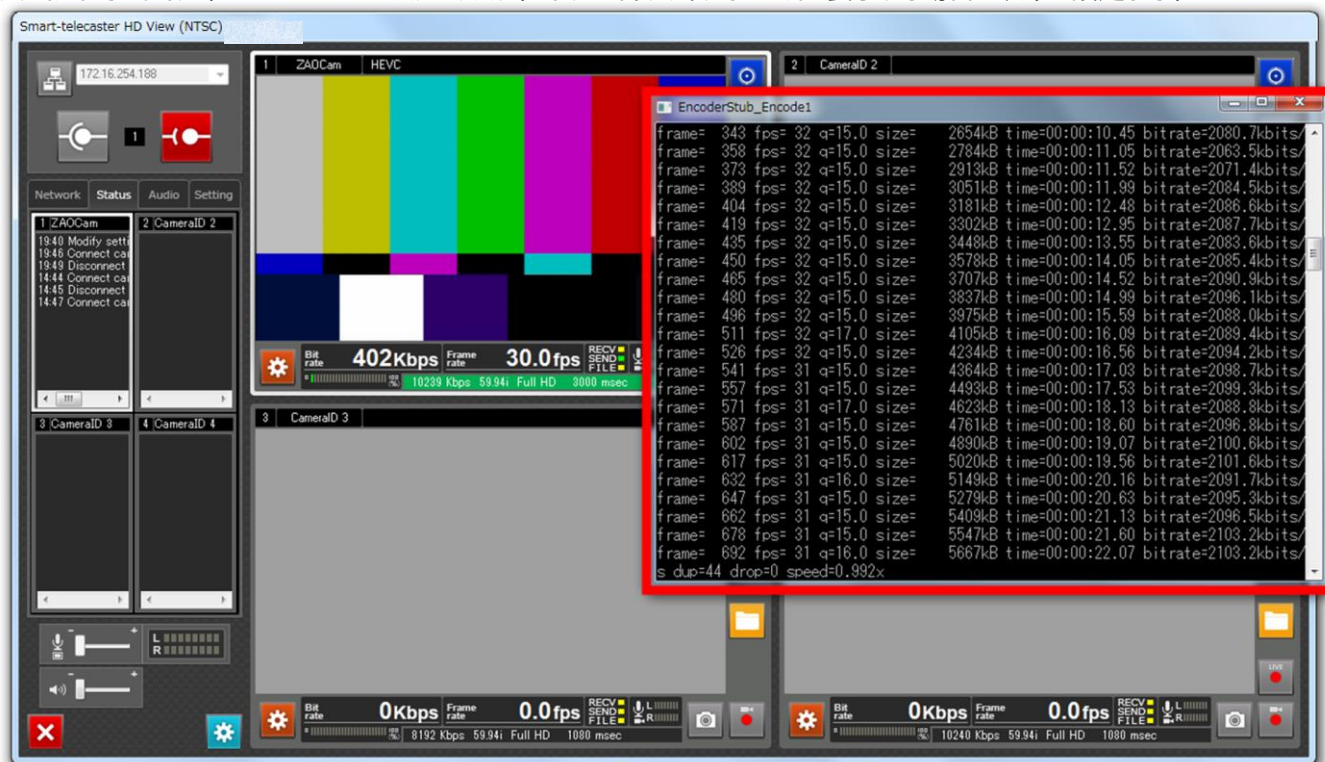 Smart-telecaster HD View (NTSC)
172.16.254.188
1
Network Status Audio Setting
1 ZAOCam
19:40 Modify setti
19:46 Connect cai
19:49 Disconnect
14:44 Connect cai
14:45 Disconnect
14:47 Connect cai
2 CameraID 2
3 CameraID 3
4 CameraID 4
L
R
1 ZAOCam HEVC
Bit rate 402Kbps Frame rate 30.0fps RECV SEND FILE
10239 Kbps 59.94i Full HD 3000 msec
2 CameraID 2
EncoderStub_Encode1
frame= 343 fps= 32 q=15.0 size= 2654kB time=00:00:10.45 bitrate=2080.7kbits/
frame= 358 fps= 32 q=15.0 size= 2784kB time=00:00:11.05 bitrate=2063.5kbits/
frame= 373 fps= 32 q=15.0 size= 2913kB time=00:00:11.52 bitrate=2071.4kbits/
frame= 389 fps= 32 q=15.0 size= 3051kB time=00:00:11.99 bitrate=2084.5kbits/
frame= 404 fps= 32 q=15.0 size= 3181kB time=00:00:12.48 bitrate=2086.6kbits/
frame= 419 fps= 32 q=15.0 size= 3302kB time=00:00:12.95 bitrate=2087.7kbits/
frame= 435 fps= 32 q=15.0 size= 3448kB time=00:00:13.55 bitrate=2083.6kbits/
frame= 450 fps= 32 q=15.0 size= 3578kB time=00:00:14.05 bitrate=2085.4kbits/
frame= 465 fps= 32 q=15.0 size= 3707kB time=00:00:14.52 bitrate=2090.9kbits/
frame= 480 fps= 32 q=15.0 size= 3837kB time=00:00:14.99 bitrate=2096.1kbits/
frame= 496 fps= 32 q=15.0 size= 3975kB time=00:00:15.59 bitrate=2088.0kbits/
frame= 511 fps= 32 q=17.0 size= 4105kB time=00:00:16.09 bitrate=2089.4kbits/
frame= 526 fps= 32 q=15.0 size= 4234kB time=00:00:16.56 bitrate=2094.2kbits/
frame= 541 fps= 31 q=15.0 size= 4364kB time=00:00:17.03 bitrate=2098.7kbits/
frame= 557 fps= 31 q=15.0 size= 4493kB time=00:00:17.53 bitrate=2099.3kbits/
frame= 571 fps= 31 q=17.0 size= 4623kB time=00:00:18.13 bitrate=2088.8kbits/
frame= 587 fps= 31 q=15.0 size= 4761kB time=00:00:18.60 bitrate=2096.8kbits/
frame= 602 fps= 31 q=15.0 size= 4890kB time=00:00:19.07 bitrate=2100.6kbits/
frame= 617 fps= 31 q=15.0 size= 5020kB time=00:00:19.56 bitrate=2101.6kbits/
frame= 632 fps= 31 q=16.0 size= 5149kB time=00:00:20.16 bitrate=2091.7kbits/
frame= 647 fps= 31 q=15.0 size= 5279kB time=00:00:20.63 bitrate=2095.3kbits/
frame= 662 fps= 31 q=15.0 size= 5409kB time=00:00:21.13 bitrate=2096.5kbits/
frame= 678 fps= 31 q=15.0 size= 5547kB time=00:00:21.60 bitrate=2103.2kbits/
frame= 692 fps= 31 q=16.0 size= 5667kB time=00:00:22.07 bitrate=2103.2kbits/
s dup=44 drop=0 speed=0.992x
3 CameraID 3
Bit rate 0Kbps Frame rate 0.0fps RECV SEND FILE L R
8192 Kbps 59.94i Full HD 1080 msec
LIVE
Bit rate 0Kbps Frame rate 0.0fps RECV SEND FILE L R
10240 Kbps 59.94i Full HD 1080 msec